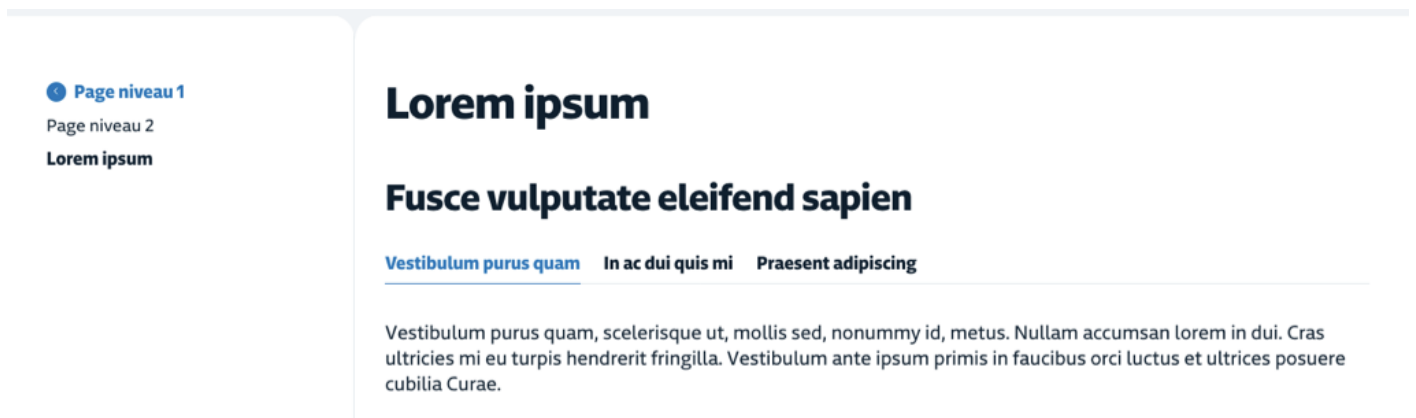 Page niveau 1
Page niveau 2
Lorem ipsum
Lorem ipsum
Fusce vulputate eleifend sapien
Vestibulum purus quam In ac dui quis mi Praesent adipiscing
Vestibulum purus quam, scelerisque ut, mollis sed, nonummy id, metus. Nullam accumsan lorem in dui. Cras
ultricies mi eu turpis hendrerit fringilla. Vestibulum ante ipsum primis in faucibus orci luctus et ultrices posuere
cubilia Curae.